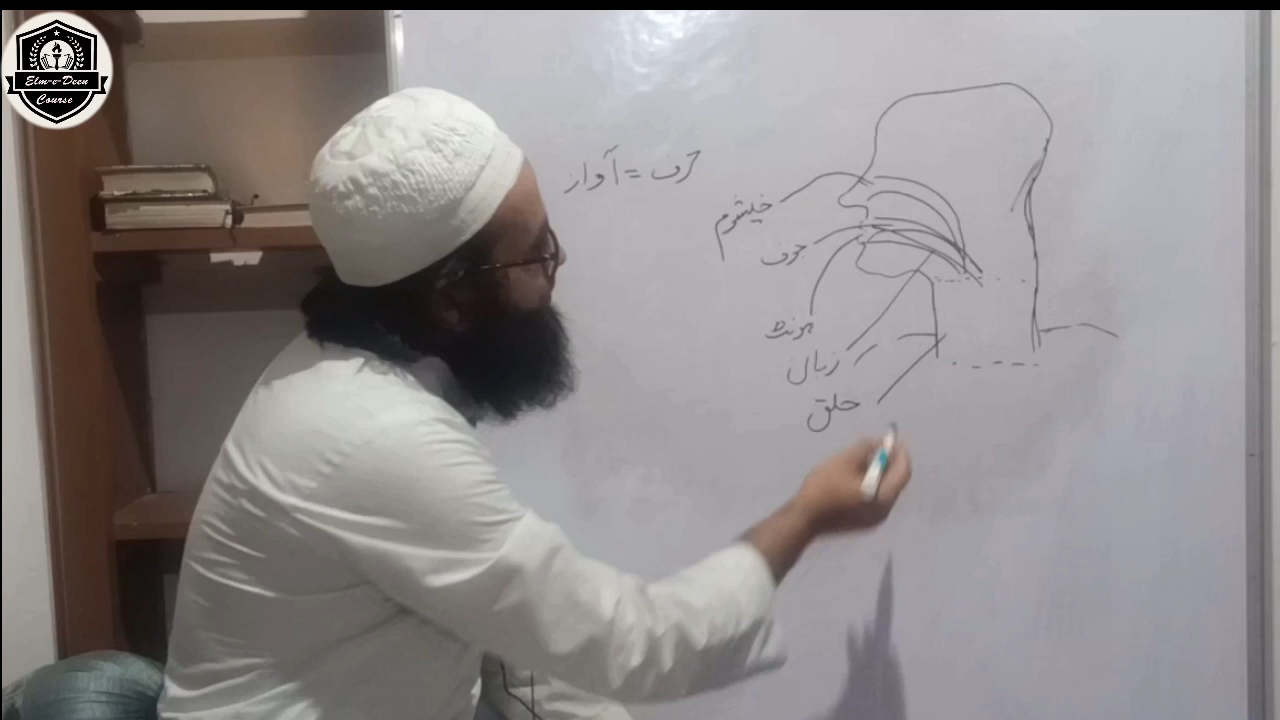 Elm-e-Deen
Course
حرف = آواز
خیشوم
جوف
ہونٹ
زبان
حلق